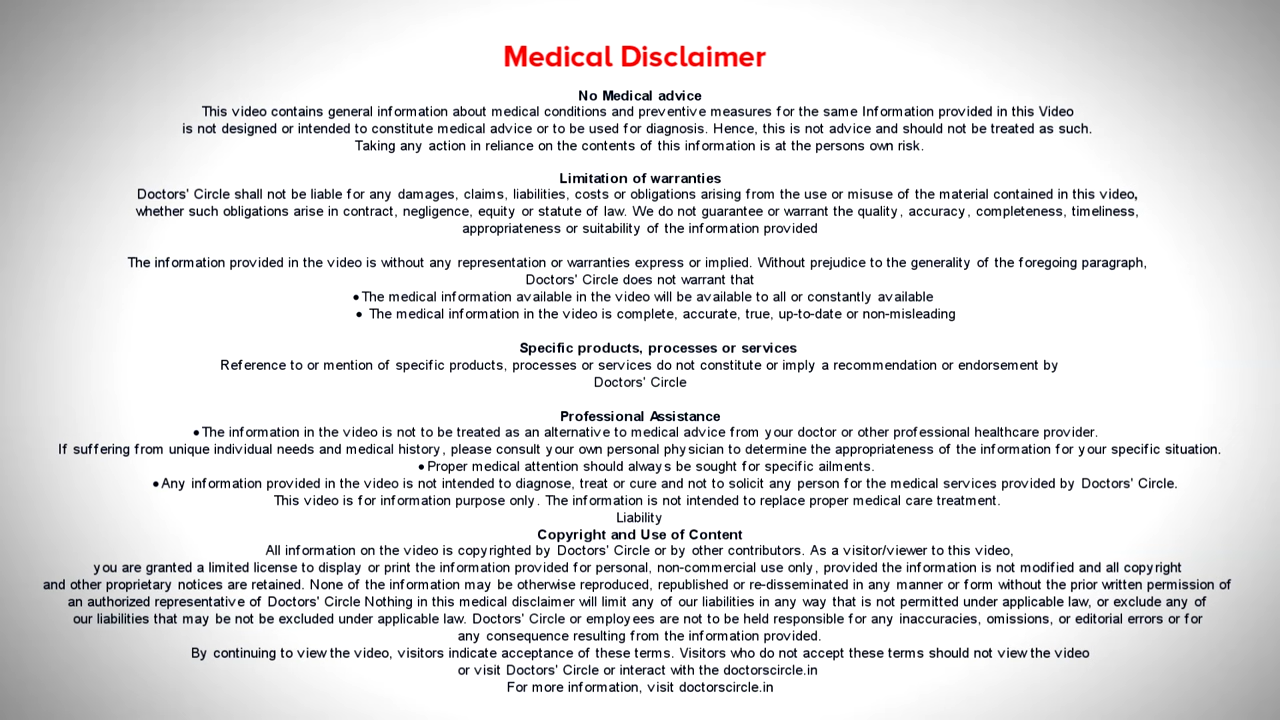 Medical Disclaimer
No Medical advice
This video contains general information about medical conditions and preventive measures for the same Information provided in this Video
is not designed or intended to constitute medical advice or to be used for diagnosis. Hence, this is not advice and should not be treated as such.
Taking any action in reliance on the contents of this information is at the persons own risk.
Limitation of warranties
Doctors' Circle shall not be liable for any damages, claims, liabilities, costs or obligations arising from the use or misuse of the material contained in this video,
whether such obligations arise in contract, negligence, equity or statute of law. We do not guarantee or warrant the quality, accuracy, completeness, timeliness,
appropriateness or suitability of the information provided
The information provided in the video is without any representation or warranties express or implied. Without prejudice to the generality of the foregoing paragraph,
Doctors' Circle does not warrant that
• The medical information available in the video will be available to all or constantly available
• The medical information in the video is complete, accurate, true, up-to-date or non-misleading
Specific products, processes or services
Reference to or mention of specific products, processes or services do not constitute or imply a recommendation or endorsement by
Doctors' Circle
Professional Assistance
• The information in the video is not to be treated as an alternative to medical advice from your doctor or other professional healthcare provider.
If suffering from unique individual needs and medical history, please consult your own personal physician to determine the appropriateness of the information for your specific situation.
• Proper medical attention should always be sought for specific ailments.
• Any information provided in the video is not intended to diagnose, treat or cure and not to solicit any person for the medical services provided by Doctors' Circle.
This video is for information purpose only. The information is not intended to replace proper medical care treatment.
Liability
Copyright and Use of Content
All information on the video is copyrighted by Doctors' Circle or by other contributors. As a visitor/viewer to this video,
you are granted a limited license to display or print the information provided for personal, non-commercial use only, provided the information is not modified and all copyright
and other proprietary notices are retained. None of the information may be otherwise reproduced, republished or re-disseminated in any manner or form without the prior written permission of
an authorized representative of Doctors' Circle Nothing in this medical disclaimer will limit any of our liabilities in any way that is not permitted under applicable law, or exclude any of
our liabilities that may be not be excluded under applicable law. Doctors' Circle or employees are not to be held responsible for any inaccuracies, omissions, or editorial errors or for
any consequence resulting from the information provided.
By continuing to view the video, visitors indicate acceptance of these terms. Visitors who do not accept these terms should not view the video
or visit Doctors' Circle or interact with the doctorscircle.in
For more information, visit doctorscircle.in